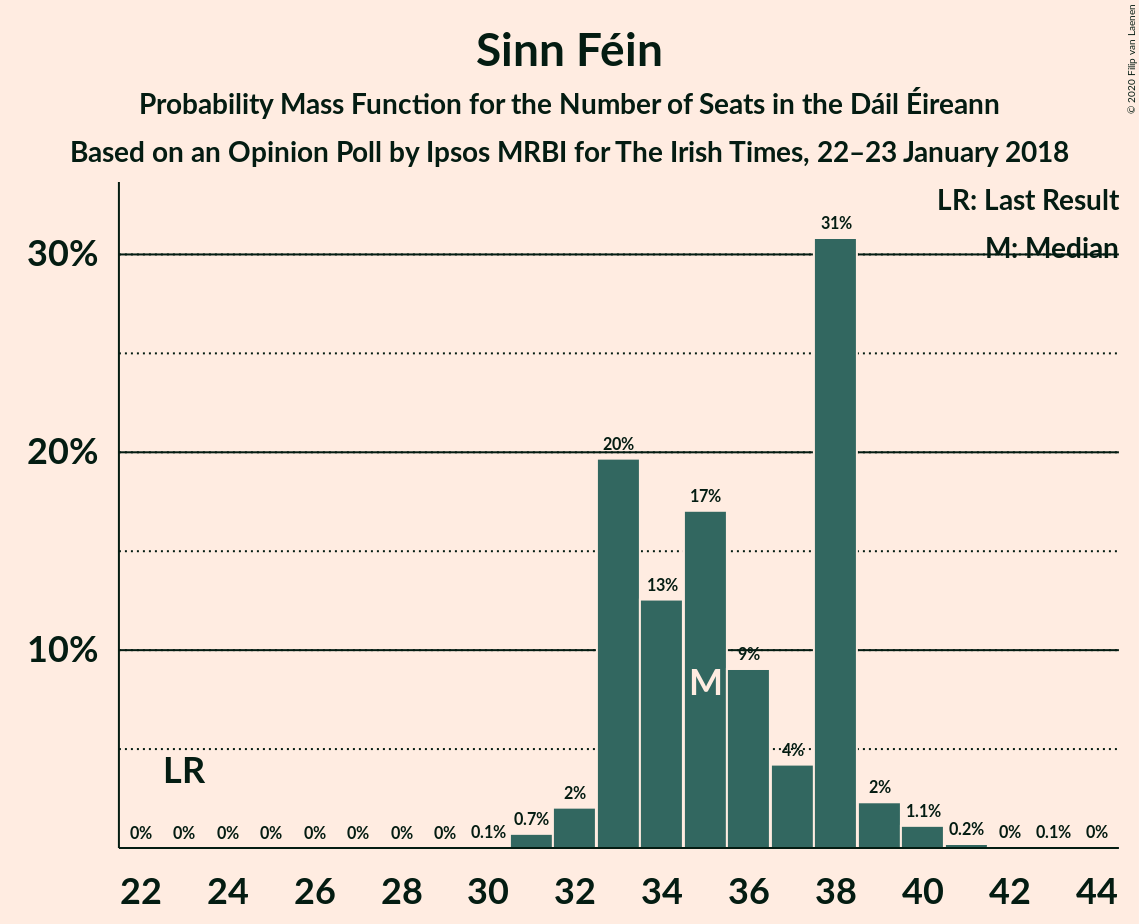 Sinn Féin
Probability Mass Function for the Number of Seats in the Dáil Éireann
Based on an Opinion Poll by Ipsos MRBI for The Irish Times, 22–23 January 2018
© 2020 Filip van Laenen
LR: Last Result
M: Median
30%
20%
10%
31%
20%
17%
13%
9%
M
4%
LR
0% 0% 0% 0% 0% 0% 0% 0% 0.1% 0.7% 2% 2% 1.1% 0.2% 0% 0.1% 0%
22 24 26 28 30 32 34 36 38 40 42 44